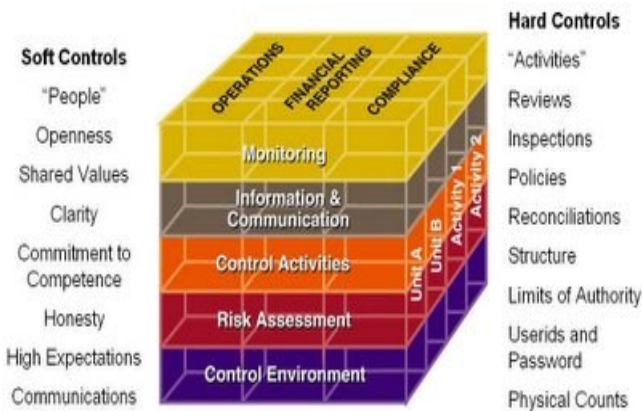 Soft Controls
"People"
Openness
Shared Values
Clarity
Commitment to
Competence
Honesty
High Expectations
Communications
OPERATIONS
FINANCIAL
REPORTING
COMPLIANCE
Monitoring
Information &
Communication
Control Activities
Risk Assessment
Control Environment
Unit A
Unit B
Activity 1
Activity 2
Hard Controls
"Activities"
Reviews
Inspections
Policies
Reconciliations
Structure
Limits of Authority
Userids and
Password
Physical Counts